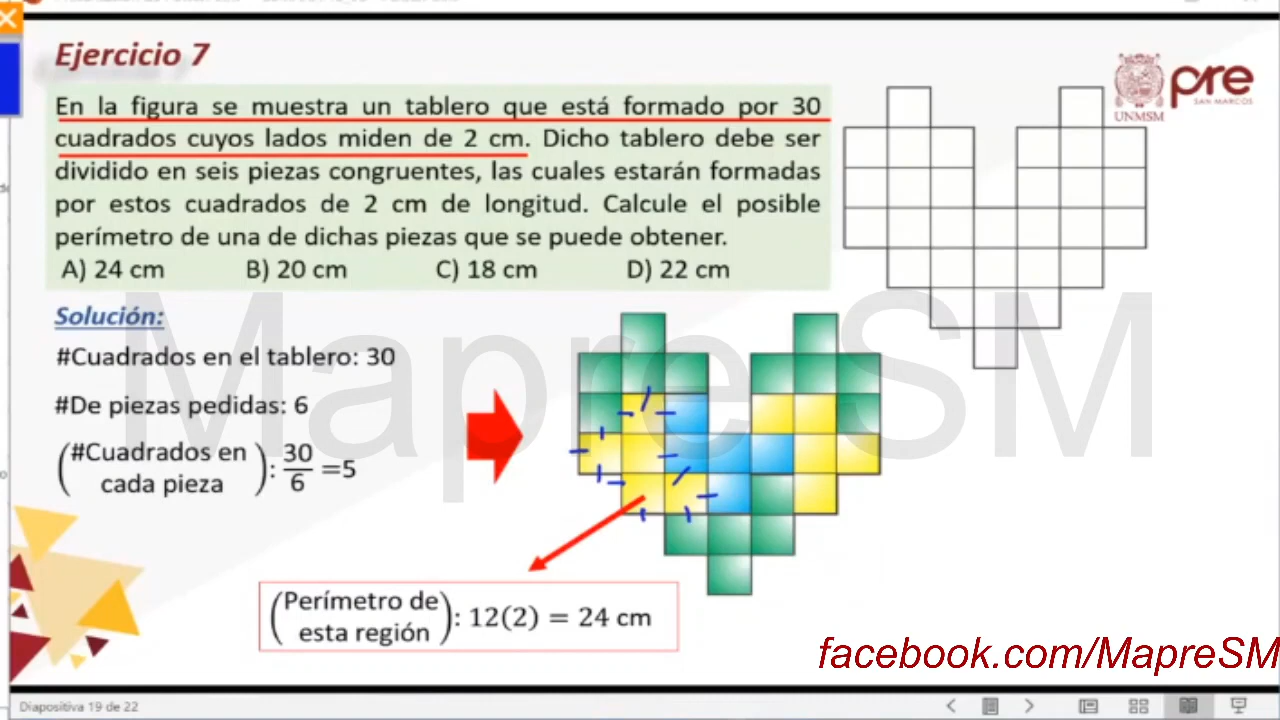 Ejercicio 7
pre
SAN MARCOS
UNMSM
En la figura se muestra un tablero que está formado por 30
cuadrados cuyos lados miden de 2 cm. Dicho tablero debe ser
dividido en seis piezas congruentes, las cuales estarán formadas
por estos cuadrados de 2 cm de longitud. Calcule el posible
perímetro de una de dichas piezas que se puede obtener.
A) 24 cm B) 20 cm C) 18 cm D) 22 cm
Mapre SM
Solución:
#Cuadrados en el tablero: 30
#De piezas pedidas: 6
(#Cuadrados en cada pieza): 30/6 =5
(Perímetro de esta región): 12(2) = 24 cm
facebook.com/MapreSM
Diapositiva 19 de 22